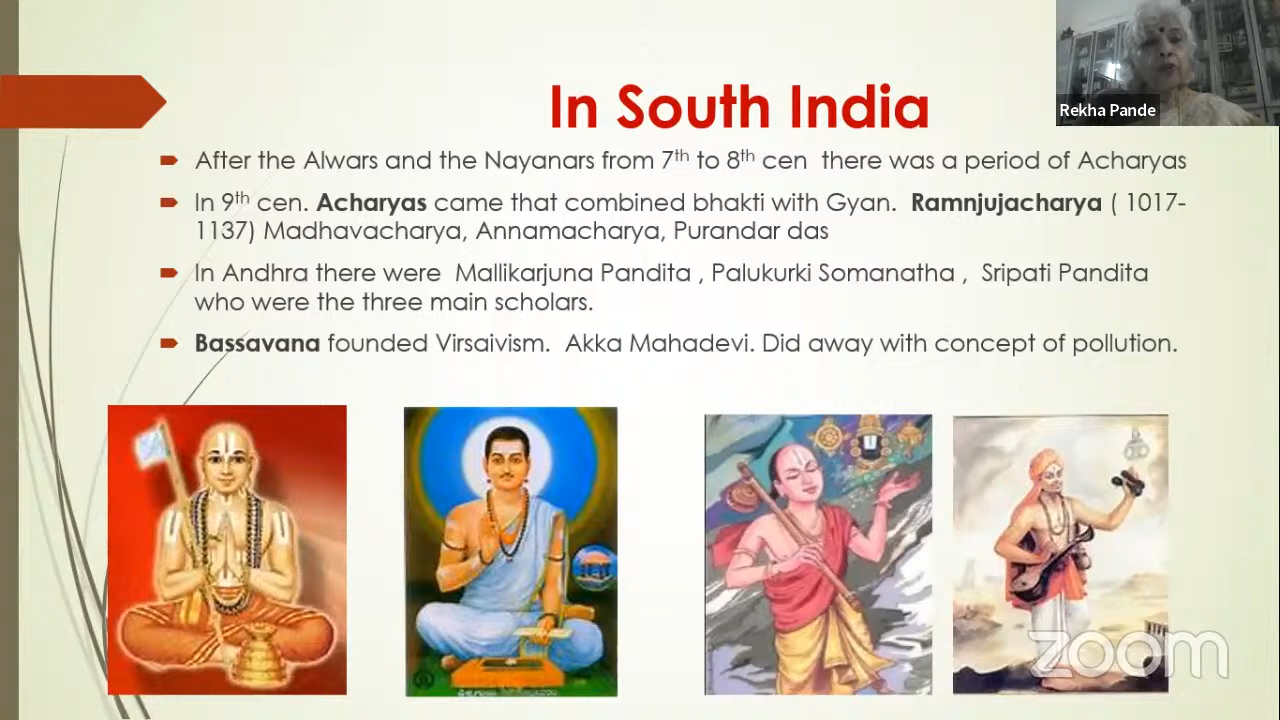 In South India
Rekha Pande
After the Alwars and the Nayanars from 7th to 8th cen there was a period of Acharyas
In 9th cen. Acharyas came that combined bhakti with Gyan. Ramnjujacharya ( 1017-
1137) Madhavacharya, Annamacharya, Purandar das
In Andhra there were Mallikarjuna Pandita , Palukurki Somanatha , Sripati Pandita
who were the three main scholars.
Bassavana founded Virsaivism. Akka Mahadevi. Did away with concept of pollution.
zoom